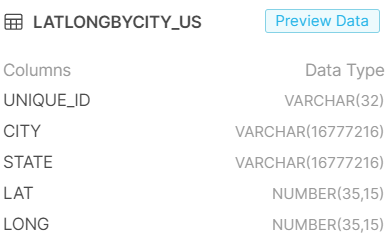 LATLONGBYCITY_US Preview Data
Columns Data Type
UNIQUE_ID VARCHAR(32)
CITY VARCHAR(16777216)
STATE VARCHAR(16777216)
LAT NUMBER(35,15)
LONG NUMBER(35,15)